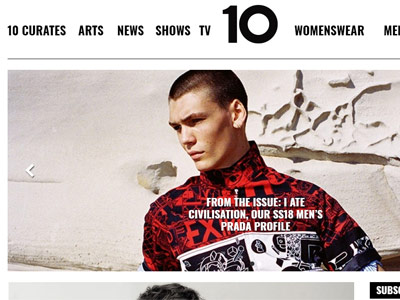 10 CURATES ARTS NEWS SHOWS TV 10 WOMENSWEAR ME
FROM THE ISSUE: I ATE
CIVILISATION, OUR SS18 MEN'S
PRADA PROFILE
SUBSC